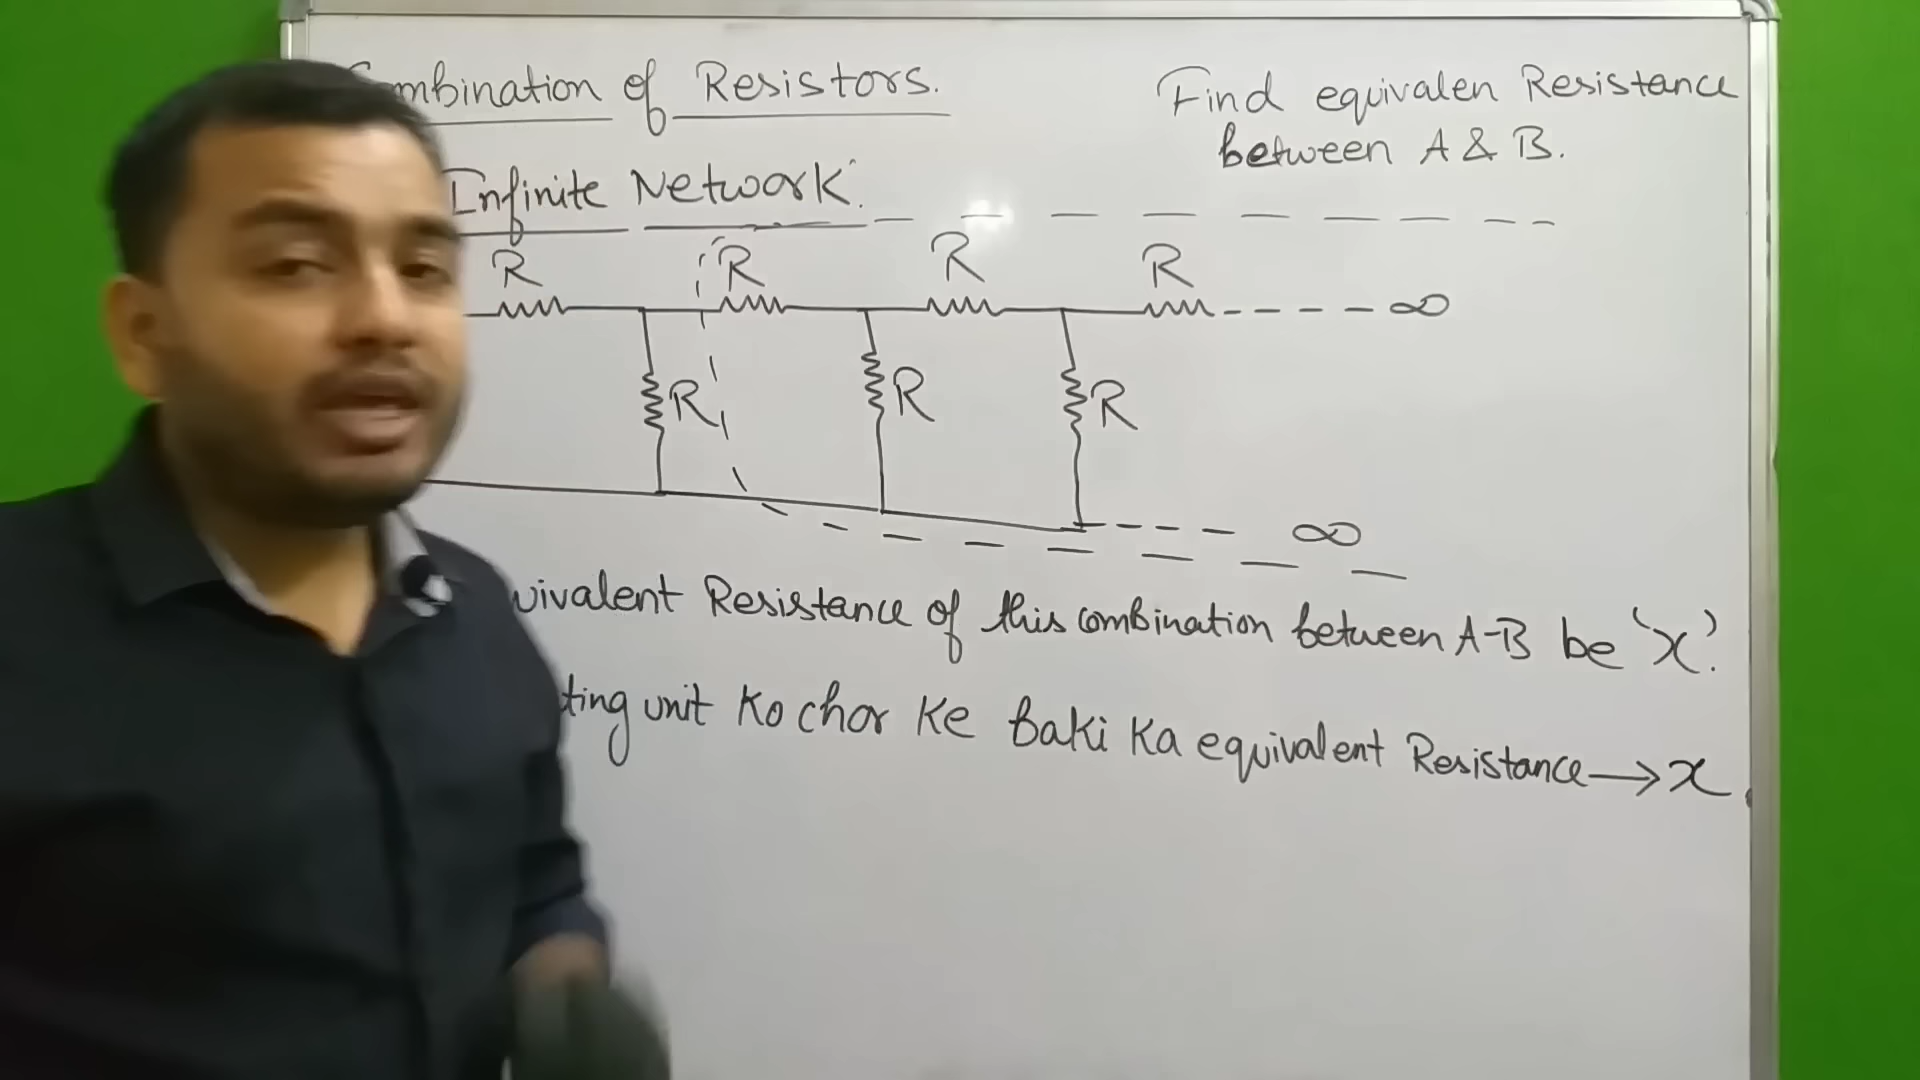 Combination of Resistors.
Find equivalen Resistance
between A & B.
Infinite Network.
R R R R ∞
R R R
∞
uivalent Resistance of this combination between A-B be 'x'.
ting unit Ko chor Ke Baki Ka equivalent Resistance → x.